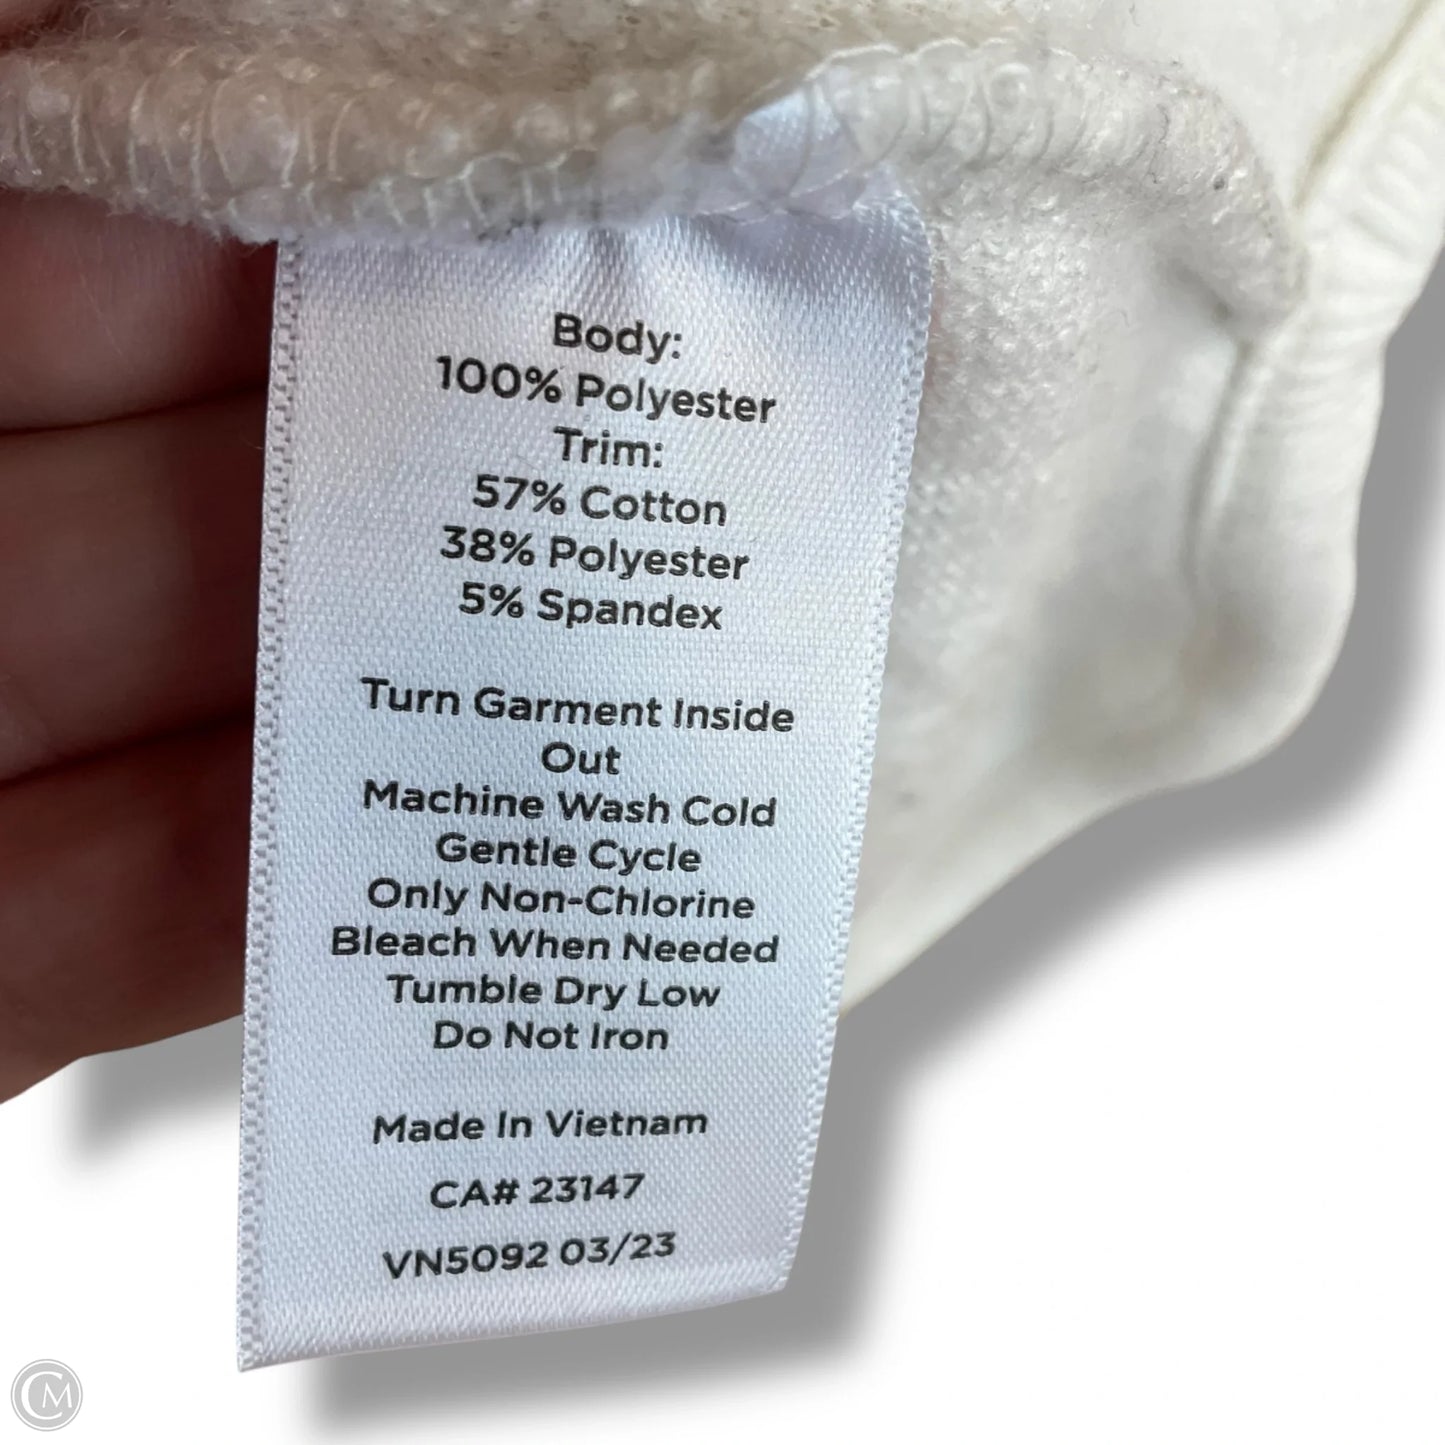 Body:
100% Polyester
Trim:
57% Cotton
38% Polyester
5% Spandex
Turn Garment Inside
Out
Machine Wash Cold
Gentle Cycle
Only Non-Chlorine
Bleach When Needed
Tumble Dry Low
Do Not Iron
Made In Vietnam
CA# 23147
VN5092 03/23
CM